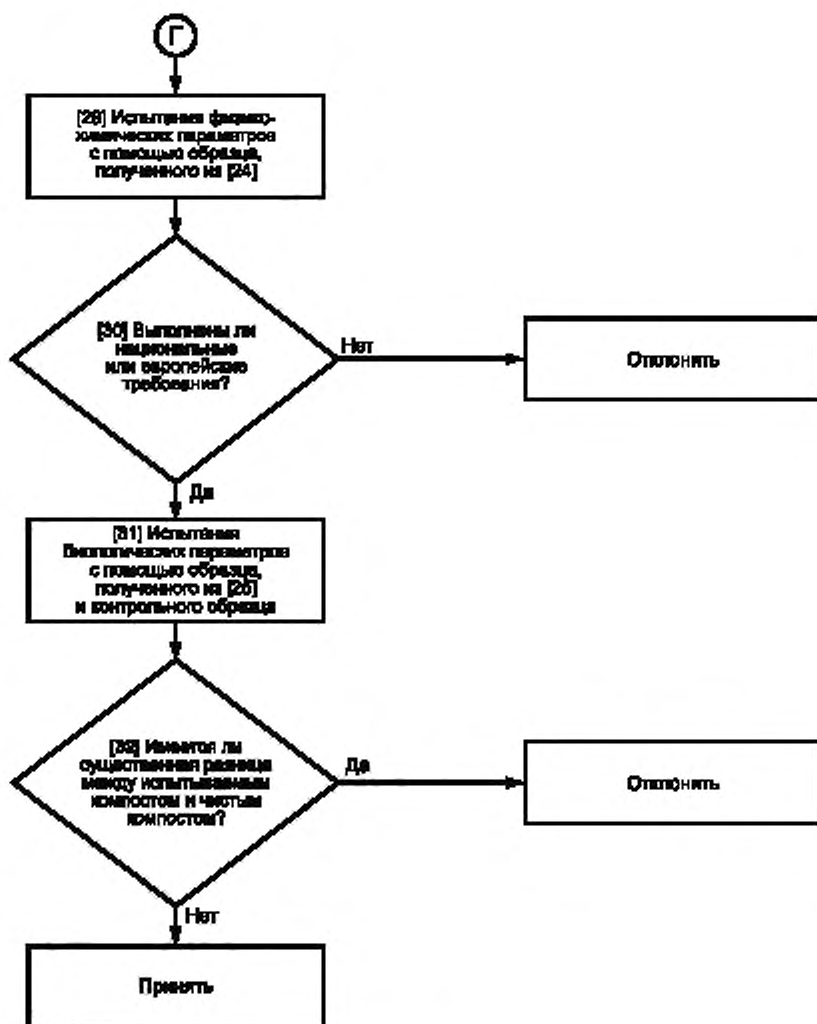 Г
[29] Испытания физико-
химических параметров
с помощью образца,
полученного из [24]
[30] Выполнены ли
национальные
или европейские
требования?
Нет
Отклонить
Да
[31] Испытания
биологических параметров
с помощью образца,
полученного из [25]
и контрольного образца
[32] Имеется ли
существенная разница
между испытываемым
компостом и чистым
компостом?
Да
Отклонить
Нет
Принять